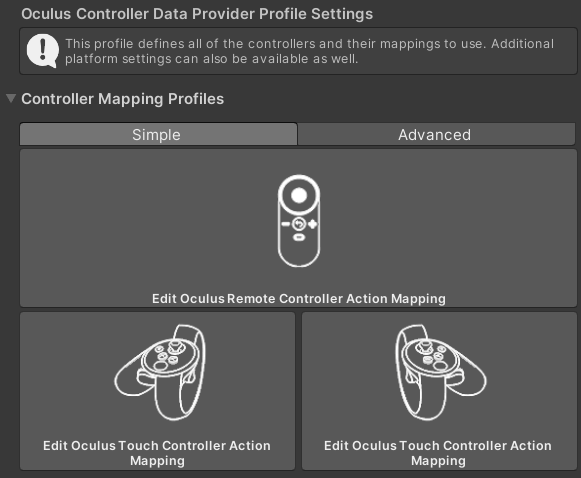 Oculus Controller Data Provider Profile Settings
This profile defines all of the controllers and their mappings to use. Additional
platform settings can also be available as well.
Controller Mapping Profiles
Simple
Advanced
Edit Oculus Remote Controller Action Mapping
Edit Oculus Touch Controller Action
Mapping
Edit Oculus Touch Controller Action
Mapping